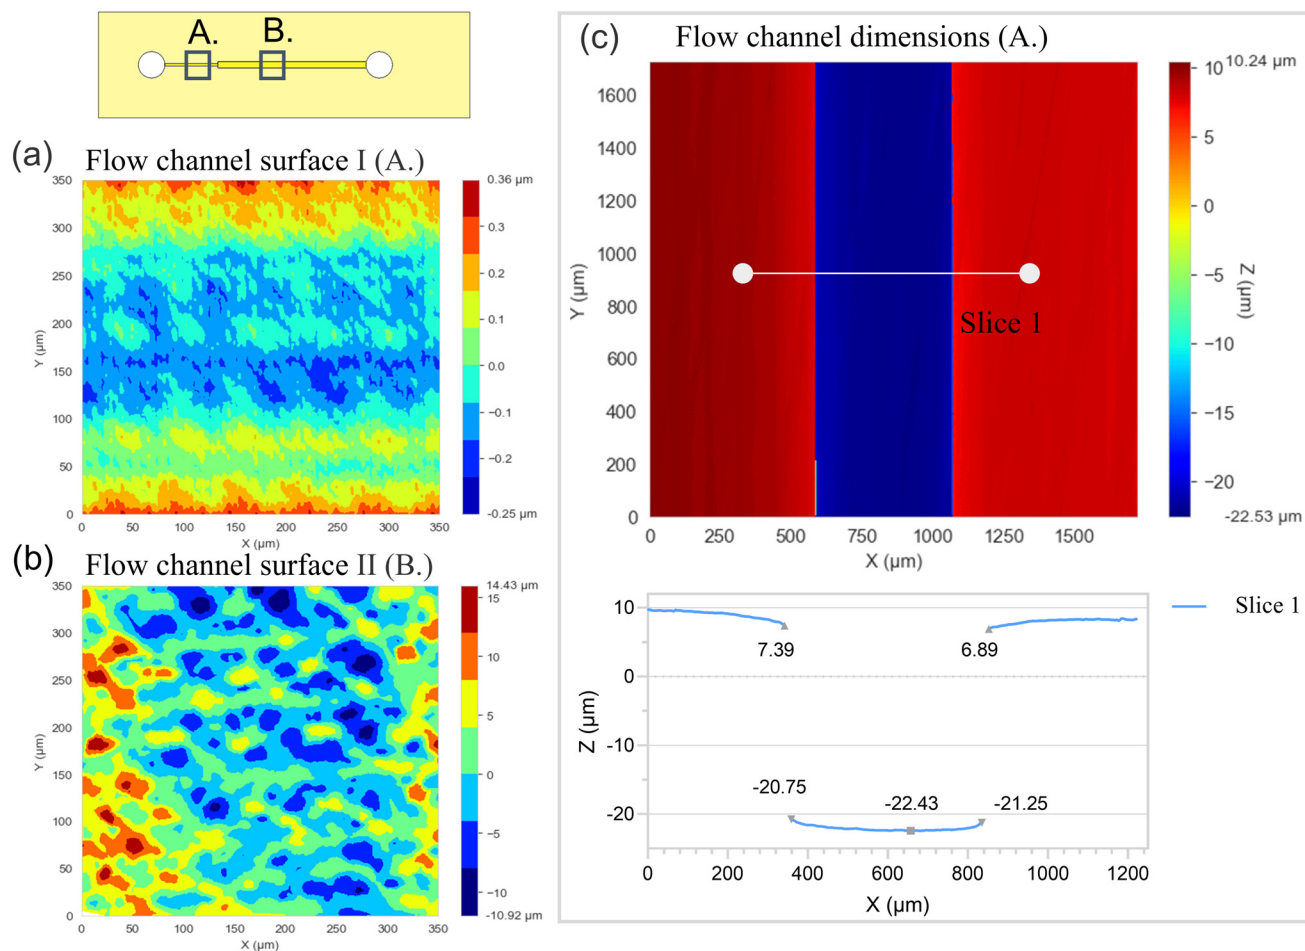 A.
B.
(a)
Flow channel surface I (A.)
350
300
250
200
150
100
50
0
Y (µm)
0 50 100 150 200 250 300 350
X (µm)
0.36 µm
0.3
0.2
0.1
0.0
−0.1
−0.2
-0.25 µm
(b)
Flow channel surface II (B.)
350
300
250
200
150
100
50
0
Y (µm)
0 50 100 150 200 250 300 350
X (µm)
14.43 µm
15
10
5
0
−5
−10
-10.92 µm
(c)
Flow channel dimensions (A.)
1600
1400
1200
1000
800
600
400
200
0
Y (µm)
Slice 1
0 250 500 750 1000 1250 1500
X (µm)
10.24 µm
10
5
0
−5
−10
−15
−20
-22.53 µm
Z (µm)
10
0
-10
-20
Z (µm)
7.39
6.89
-20.75
-22.43
-21.25
0 200 400 600 800 1000 1200
X (µm)
Slice 1